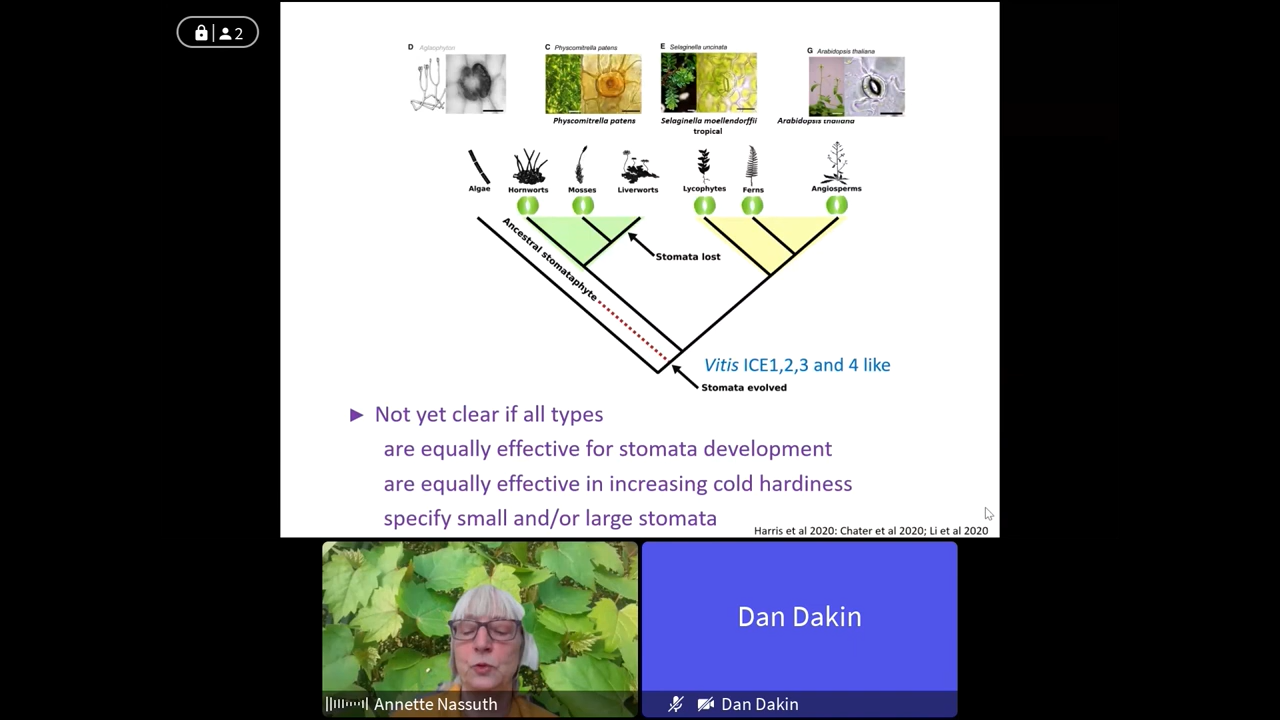 2
D Aglaophyton
C Physcomitrella patens
E Selaginella uncinata
G Arabidopsis thaliana
Physcomitrella patens
Selaginella moellendorffii
tropical
Arabidopsis thaliana
Algae
Hornworts
Mosses
Liverworts
Lycophytes
Ferns
Angiosperms
Ancestral stomataphyte
Stomata lost
Vitis ICE1,2,3 and 4 like
Stomata evolved
► Not yet clear if all types
are equally effective for stomata development
are equally effective in increasing cold hardiness
specify small and/or large stomata
Harris et al 2020: Chater et al 2020; Li et al 2020
Dan Dakin
Annette Nassuth
Dan Dakin